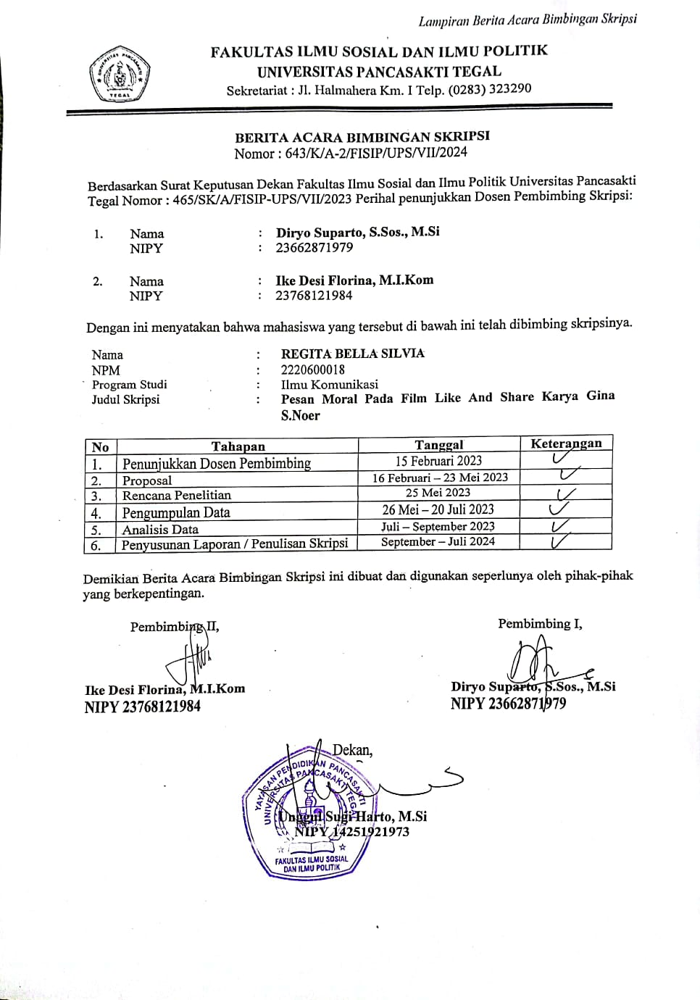 Lampiran Berita Acara Bimbingan Skripsi
FAKULTAS ILMU SOSIAL DAN ILMU POLITIK
UNIVERSITAS PANCASAKTI TEGAL
Sekretariat : Jl. Halmahera Km. I Telp. (0283) 323290
UNIVERSITAS PANCASAKTI
TEGAL
BERITA ACARA BIMBINGAN SKRIPSI
Nomor : 643/K/A-2/FISIP/UPS/VII/2024
Berdasarkan Surat Keputusan Dekan Fakultas Ilmu Sosial dan Ilmu Politik Universitas Pancasakti
Tegal Nomor : 465/SK/A/FISIP-UPS/VII/2023 Perihal penunjukkan Dosen Pembimbing Skripsi:
1. Nama : Diryo Suparto, S.Sos., M.Si
NIPY : 23662871979
2. Nama : Ike Desi Florina, M.I.Kom
NIPY : 23768121984
Dengan ini menyatakan bahwa mahasiswa yang tersebut di bawah ini telah dibimbing skripsinya.
Nama : REGITA BELLA SILVIA
NPM : 2220600018
Program Studi : Ilmu Komunikasi
Judul Skripsi : Pesan Moral Pada Film Like And Share Karya Gina
S.Noer
No Tahapan Tanggal Keterangan
1. Penunjukkan Dosen Pembimbing 15 Februari 2023 ✓
2. Proposal 16 Februari – 23 Mei 2023 ✓
3. Rencana Penelitian 25 Mei 2023 ✓
4. Pengumpulan Data 26 Mei – 20 Juli 2023 ✓
5. Analisis Data Juli – September 2023 ✓
6. Penyusunan Laporan / Penulisan Skripsi September – Juli 2024 ✓
Demikian Berita Acara Bimbingan Skripsi ini dibuat dan digunakan seperlunya oleh pihak-pihak
yang berkepentingan.
Pembimbing II,
Ike Desi Florina, M.I.Kom
NIPY 23768121984
Pembimbing I,
Diryo Suparto, S.Sos., M.Si
NIPY 23662871979
Dekan,
Unggul Sugi Harto, M.Si
NIPY 14251921973
YAYASAN PENDIDIKAN PANCASAKTI
UNIVERSITAS PANCASAKTI TEGAL
FAKULTAS ILMU SOSIAL
DAN ILMU POLITIK